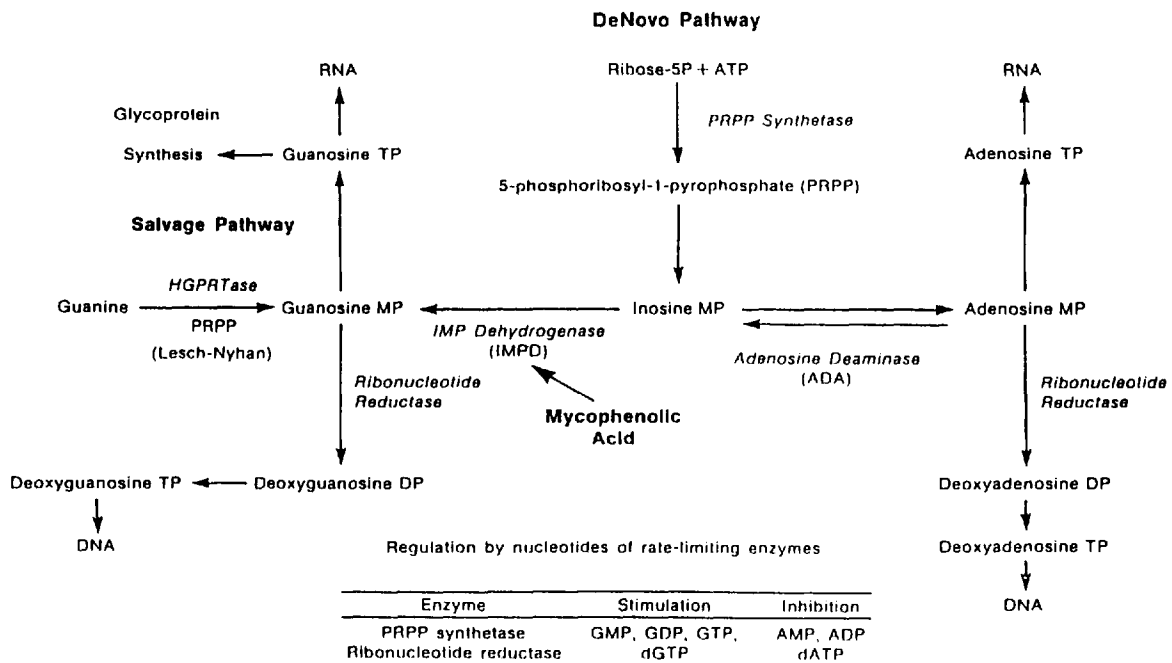 DeNovo Pathway
RNA
Ribose-5P + ATP
RNA
Glycoprotein
PRPP Synthetase
Synthesis
Guanosine TP
Adenosine TP
5-phosphoribosyl-1-pyrophosphate (PRPP)
Salvage Pathway
HGPRTase
Guanine
Guanosine MP
Inosine MP
Adenosine MP
PRPP
(Lesch-Nyhan)
IMP Dehydrogenase
(IMPD)
Adenosine Deaminase
(ADA)
Ribonucleotide
Reductase
Ribonucleotide
Reductase
Mycophenolic
Acid
Deoxyguanosine TP
Deoxyguanosine DP
Deoxyadenosine DP
DNA
Regulation by nucleotides of rate-limiting enzymes
Deoxyadenosine TP
DNA
Enzyme Stimulation Inhibition
PRPP synthetase GMP, GDP, GTP, AMP, ADP
Ribonucleotide reductase dGTP dATP